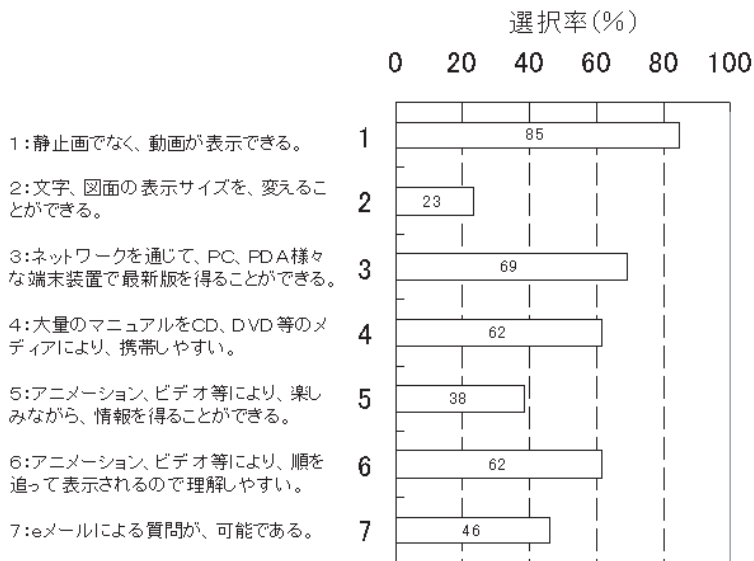 選択率(%)
0 20 40 60 80 100
1:静止画でなく、動画が表示できる。
1
85
2:文字、図面の表示サイズを、変えるこ
とができる。
2
23
3:ネットワークを通じて、PC、PDA様々
な端末装置で最新版を得ることができる。
3
69
4:大量のマニュアルをCD、DVD等のメ
ディアにより、携帯しやすい。
4
62
5:アニメーション、ビデオ等により、楽し
みながら、情報を得ることができる。
5
38
6:アニメーション、ビデオ等により、順を
追って表示されるので理解しやすい。
6
62
7:eメールによる質問が、可能である。
7
46